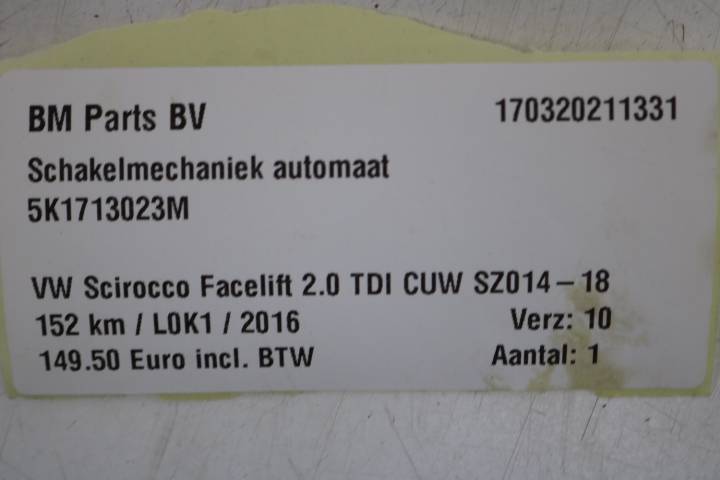 BM Parts BV 170320211331
Schakelmechaniek automaat
5K1713023M
VW Scirocco Facelift 2.0 TDI CUW SZ014-18
152 km / L0K1 / 2016 Verz: 10
149.50 Euro incl. BTW Aantal: 1